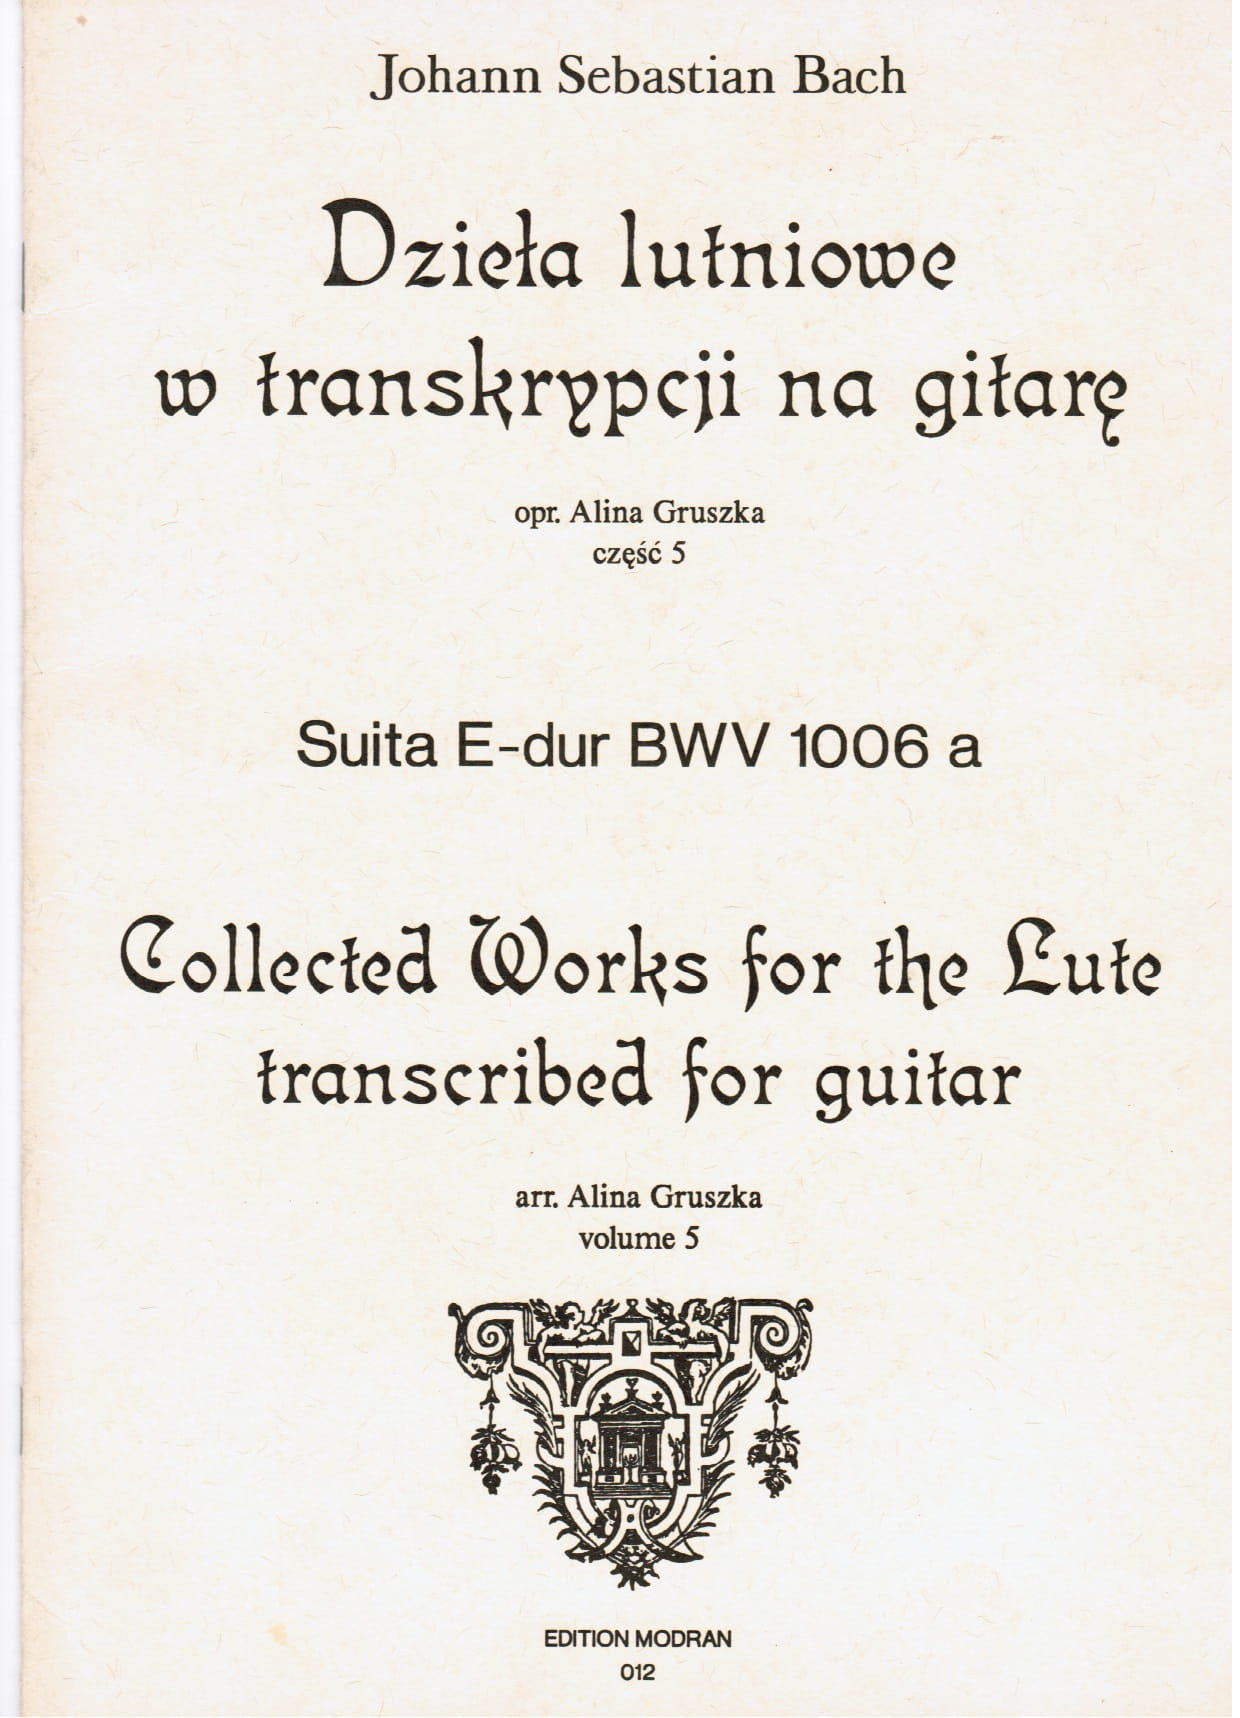 Johann Sebastian Bach
Dzieła lutniowe
w transkrypcji na gitarę
opr. Alina Gruszka
część 5
Suita E-dur BWV 1006 a
Collected Works for the Lute
transcribed for guitar
arr. Alina Gruszka
volume 5
EDITION MODRAN
012